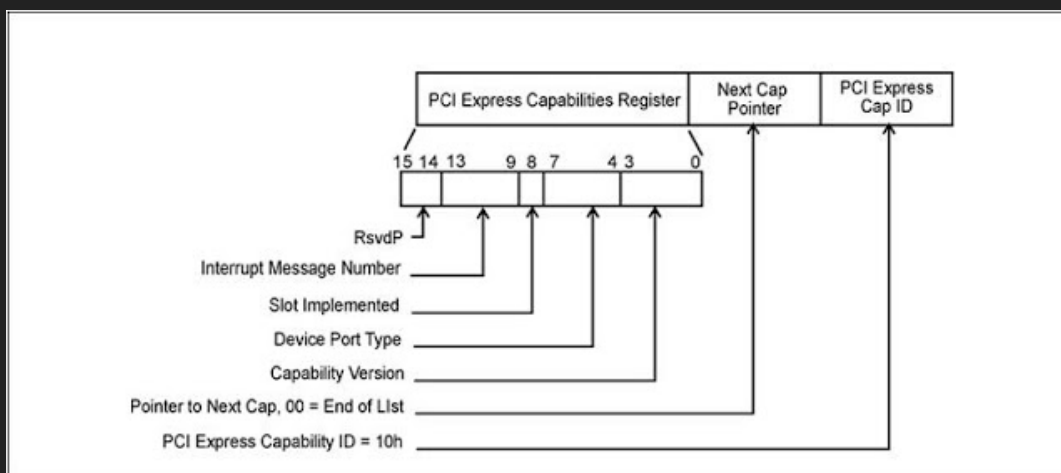 PCI Express Capabilities Register
Next Cap
Pointer
PCI Express
Cap ID
15 14 13 9 8 7 4 3 0
RsvdP
Interrupt Message Number
Slot Implemented
Device Port Type
Capability Version
Pointer to Next Cap, 00 = End of LIst
PCI Express Capability ID = 10h